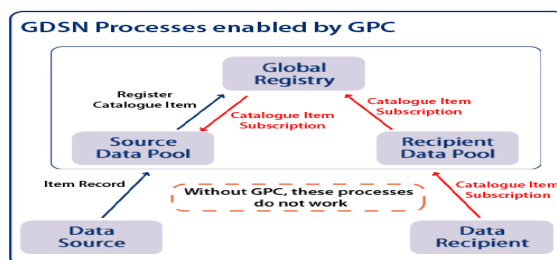 GDSN Processes enabled by GPC
Global
Registry
Register
Catalogue Item
Catalogue Item
Subscription
Catalogue Item
Subscription
Source
Data Pool
Recipient
Data Pool
Item Record
Without GPC, these processes
do not work
Catalogue Item
Subscription
Data
Source
Data
Recipient